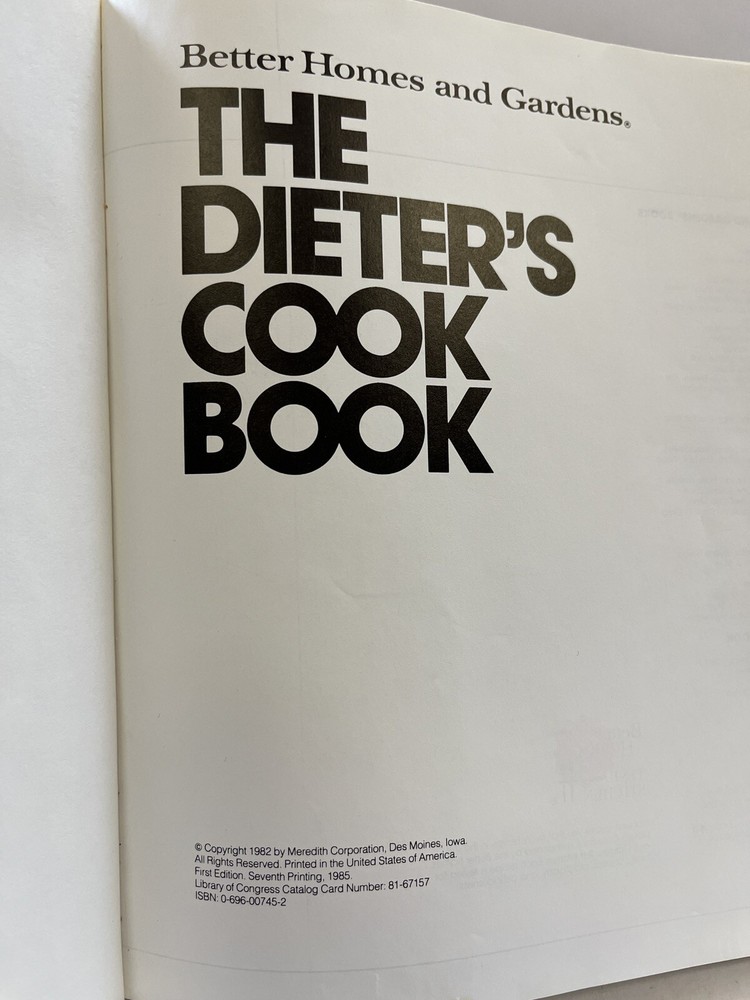 Better Homes and Gardens®
THE
DIETER'S
COOK
BOOK
© Copyright 1982 by Meredith Corporation, Des Moines, Iowa.
All Rights Reserved. Printed in the United States of America.
First Edition. Seventh Printing, 1985.
Library of Congress Catalog Card Number: 81-67157
ISBN: 0-696-00745-2